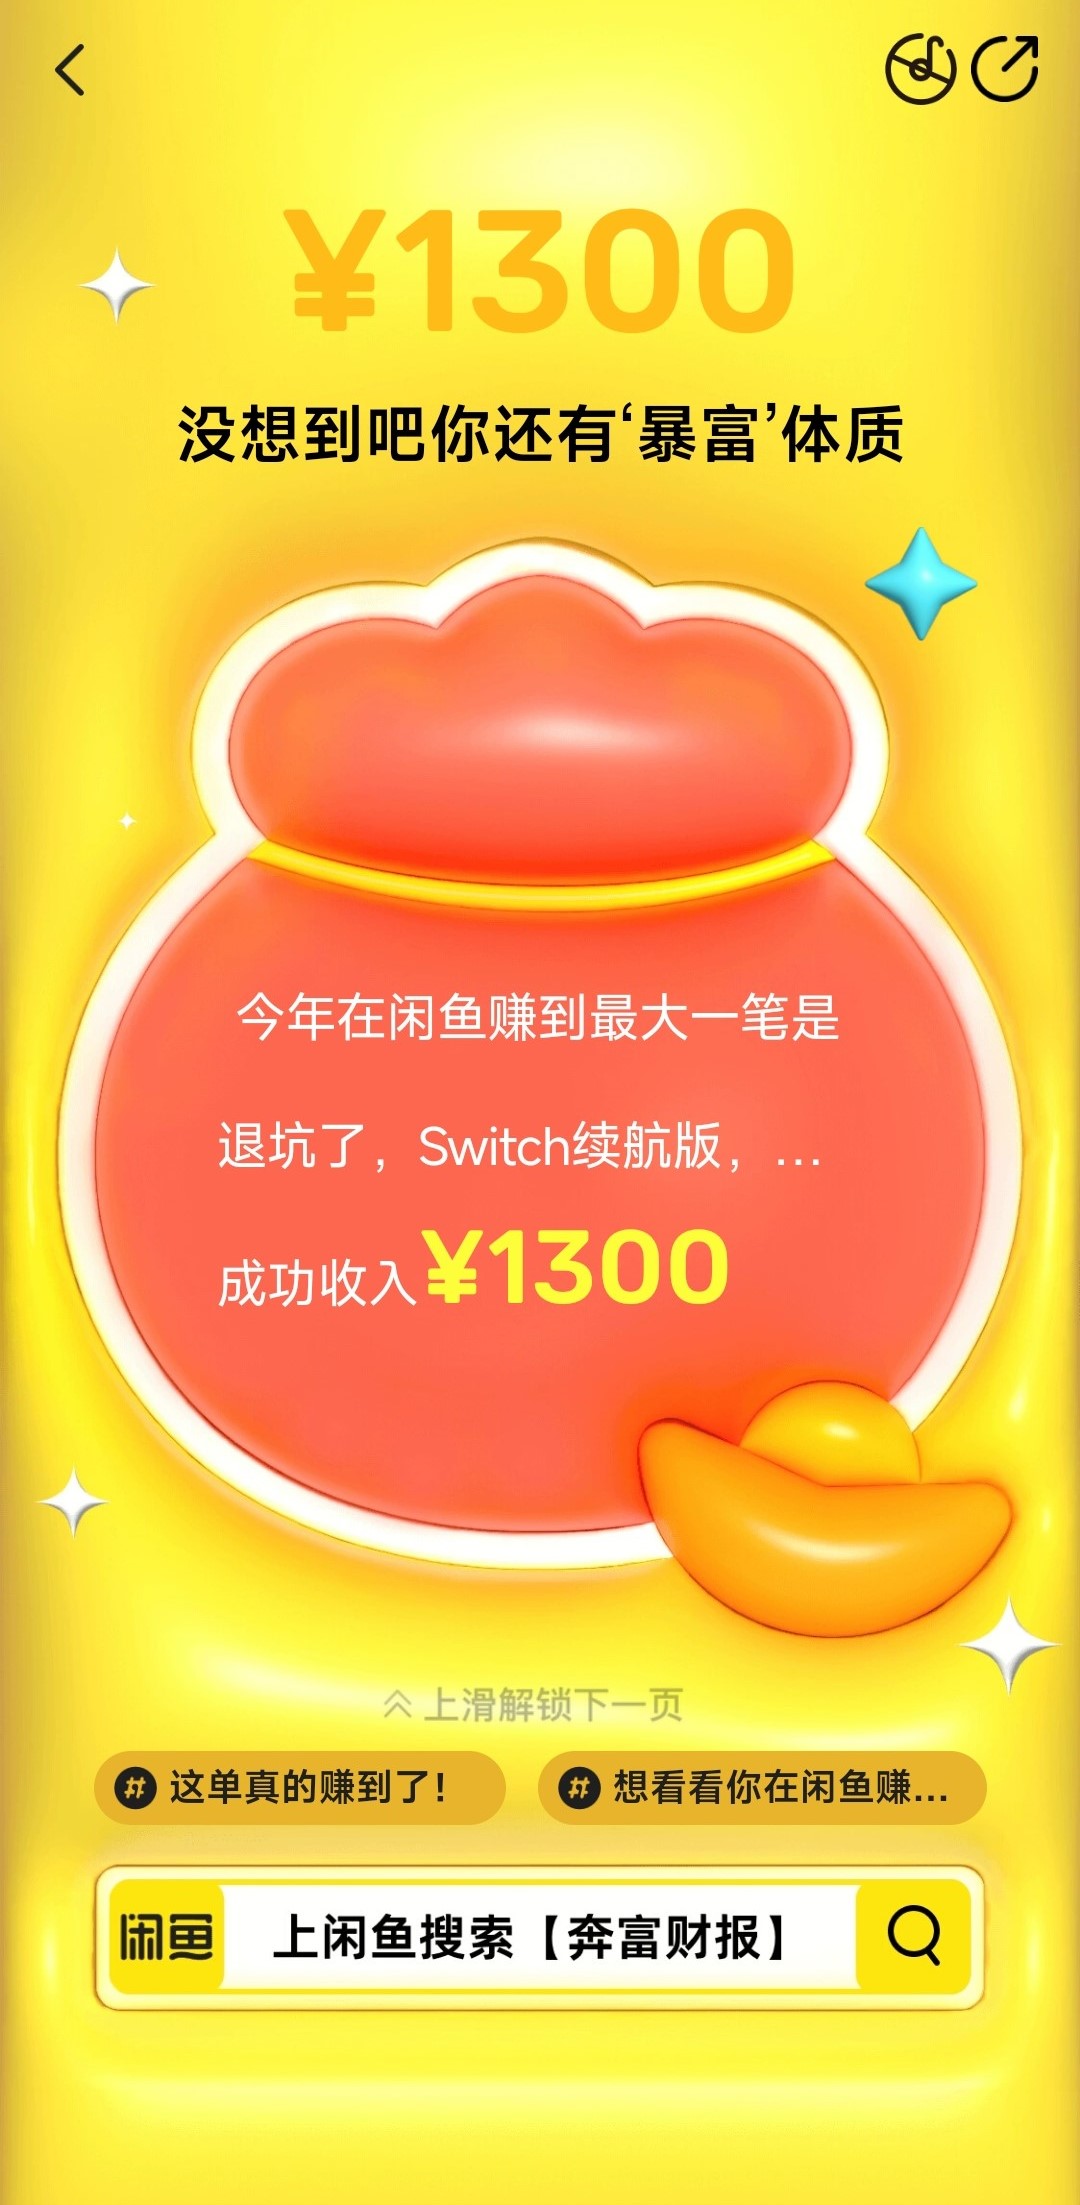 ¥1300
没想到吧你还有‘暴富’体质
今年在闲鱼赚到最大一笔是
退坑了，Switch续航版，...
成功收入¥1300
上滑解锁下一页
# 这单真的赚到了！
# 想看看你在闲鱼赚...
闲鱼 上闲鱼搜索【奔富财报】